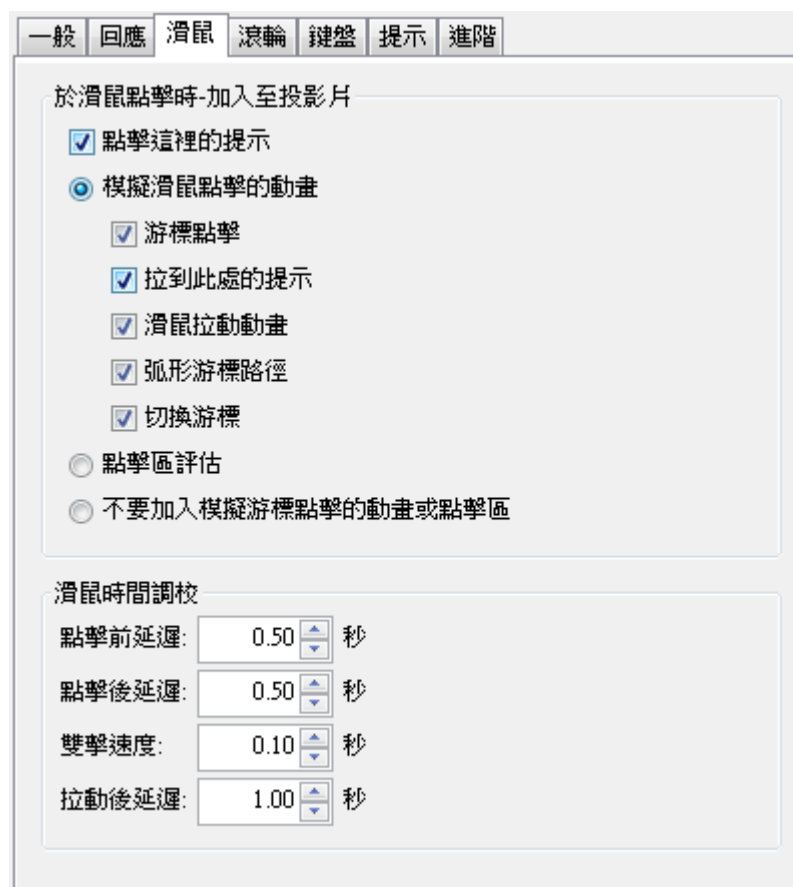 一般 回應 滑鼠 滾輪 鍵盤 提示 進階
於滑鼠點擊時-加入至投影片
點擊這裡的提示
模擬滑鼠點擊的動畫
游標點擊
拉到此處的提示
滑鼠拉動動畫
弧形游標路徑
切換游標
點擊區評估
不要加入模擬游標點擊的動畫或點擊區
滑鼠時間調校
點擊前延遲: 0.50 秒
點擊後延遲: 0.50 秒
雙擊速度: 0.10 秒
拉動後延遲: 1.00 秒